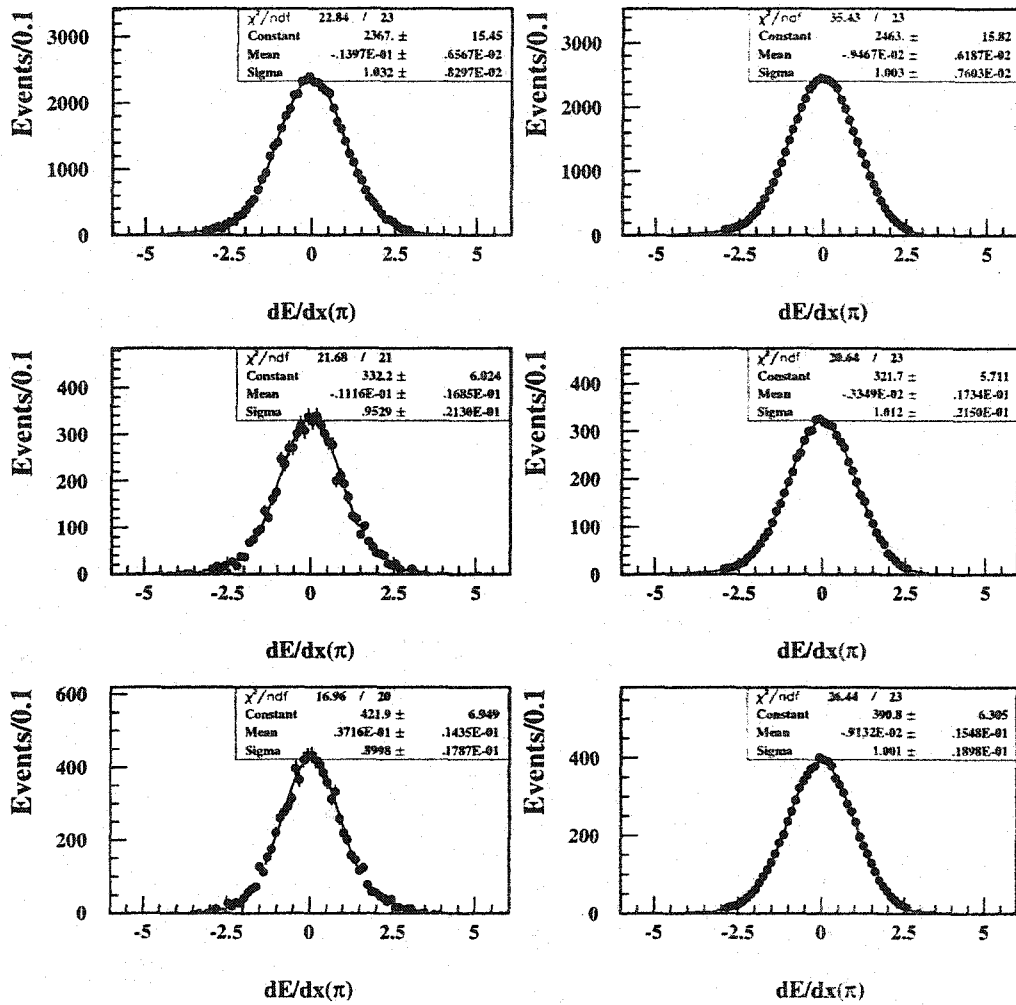 χ²/ndf 22.84 / 23
Constant 2367. ± 15.45
Mean -.1397E-01 ± .6567E-02
Sigma 1.032 ± .8297E-02
Events/0.1
3000
2000
1000
0
-5 -2.5 0 2.5 5
dE/dx(π)
χ²/ndf 35.43 / 23
Constant 2463. ± 15.82
Mean -.9467E-02 ± .6187E-02
Sigma 1.003 ± .7603E-02
Events/0.1
3000
2000
1000
0
-5 -2.5 0 2.5 5
dE/dx(π)
χ²/ndf 21.68 / 21
Constant 332.2 ± 6.024
Mean -.1116E-01 ± .1685E-01
Sigma .9529 ± .2130E-01
Events/0.1
400
300
200
100
0
-5 -2.5 0 2.5 5
dE/dx(π)
χ²/ndf 20.64 / 23
Constant 321.7 ± 5.711
Mean -.3349E-02 ± .1734E-01
Sigma 1.012 ± .2150E-01
Events/0.1
400
300
200
100
0
-5 -2.5 0 2.5 5
dE/dx(π)
χ²/ndf 16.96 / 20
Constant 421.9 ± 6.949
Mean .3716E-01 ± .1435E-01
Sigma .8998 ± .1787E-01
Events/0.1
600
400
200
0
-5 -2.5 0 2.5 5
dE/dx(π)
χ²/ndf 26.44 / 23
Constant 390.8 ± 6.305
Mean -.9132E-02 ± .1548E-01
Sigma 1.001 ± .1898E-01
Events/0.1
400
200
0
-5 -2.5 0 2.5 5
dE/dx(π)